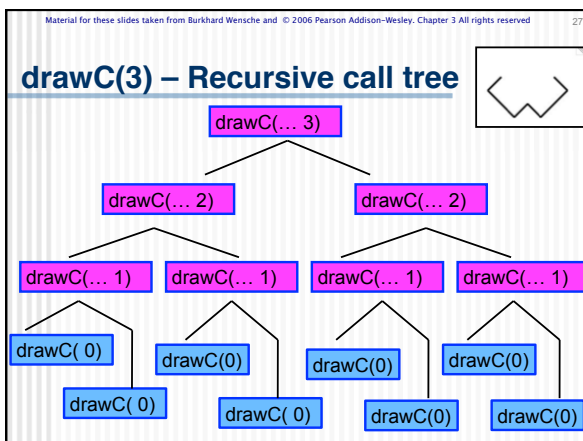 Material for these slides taken from Burkhard Wensche and © 2006 Pearson Addison-Wesley. Chapter 3 All rights reserved 27
drawC(3) – Recursive call tree
drawC(... 3)
drawC(... 2) drawC(... 2)
drawC(... 1) drawC(... 1) drawC(... 1) drawC(... 1)
drawC( 0) drawC(0) drawC(0) drawC(0)
drawC( 0) drawC( 0) drawC(0) drawC(0)